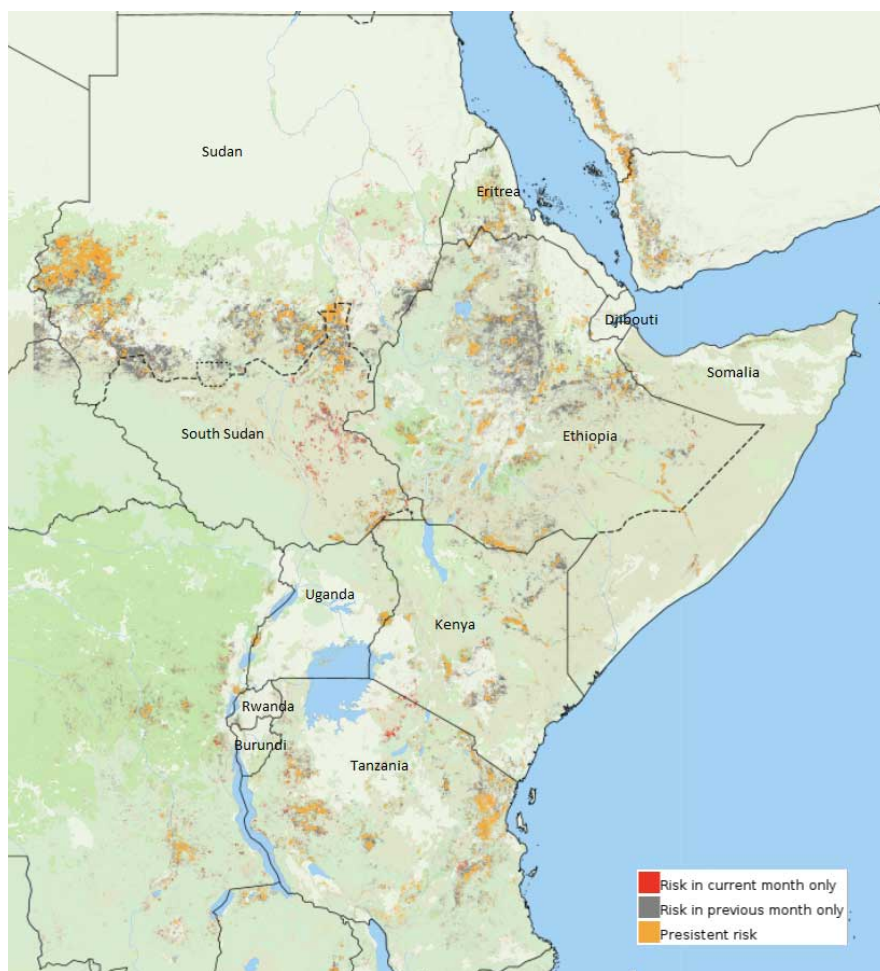 Sudan
Eritrea
Djibouti
Somalia
South Sudan
Ethiopia
Uganda
Kenya
Rwanda
Burundi
Tanzania
Risk in current month only
Risk in previous month only
Presistent risk